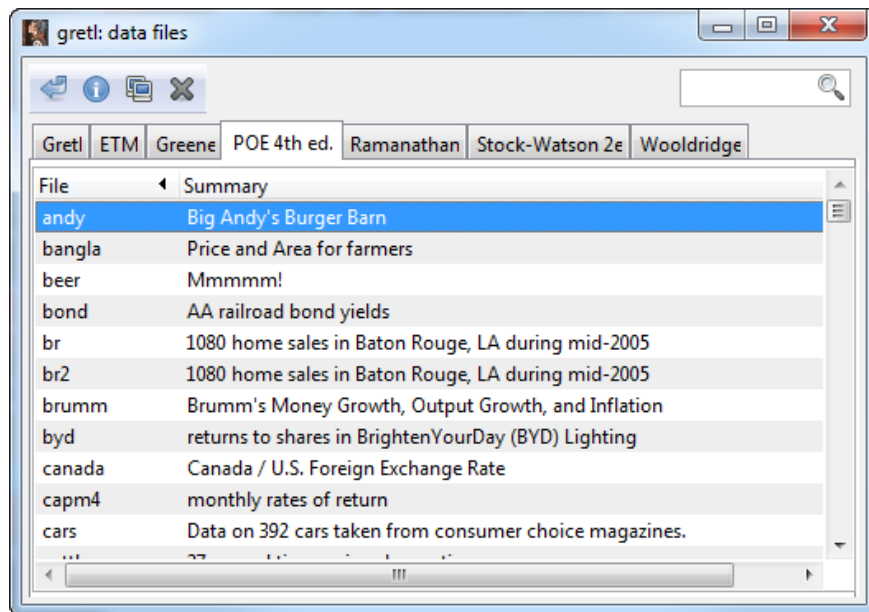 gretl: data files
Gretl ETM Greene POE 4th ed. Ramanathan Stock-Watson 2e Wooldridge
File Summary
andy Big Andy's Burger Barn
bangla Price and Area for farmers
beer Mmmmm!
bond AA railroad bond yields
br 1080 home sales in Baton Rouge, LA during mid-2005
br2 1080 home sales in Baton Rouge, LA during mid-2005
brumm Brumm's Money Growth, Output Growth, and Inflation
byd returns to shares in BrightenYourDay (BYD) Lighting
canada Canada / U.S. Foreign Exchange Rate
capm4 monthly rates of return
cars Data on 392 cars taken from consumer choice magazines.